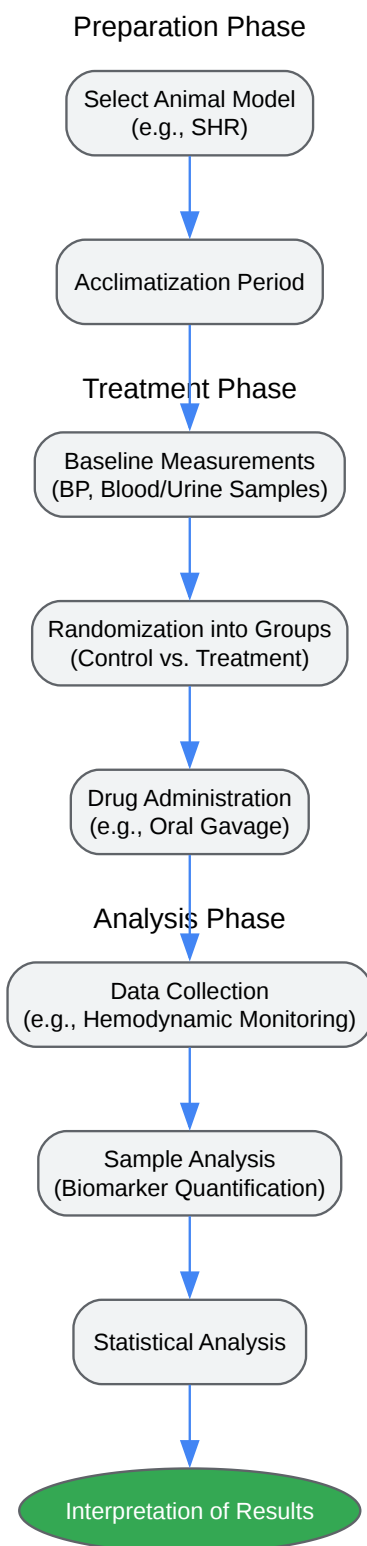 Preparation Phase
Select Animal Model
(e.g., SHR)
Acclimatization Period
Treatment Phase
Baseline Measurements
(BP, Blood/Urine Samples)
Randomization into Groups
(Control vs. Treatment)
Drug Administration
(e.g., Oral Gavage)
Analysis Phase
Data Collection
(e.g., Hemodynamic Monitoring)
Sample Analysis
(Biomarker Quantification)
Statistical Analysis
Interpretation of Results